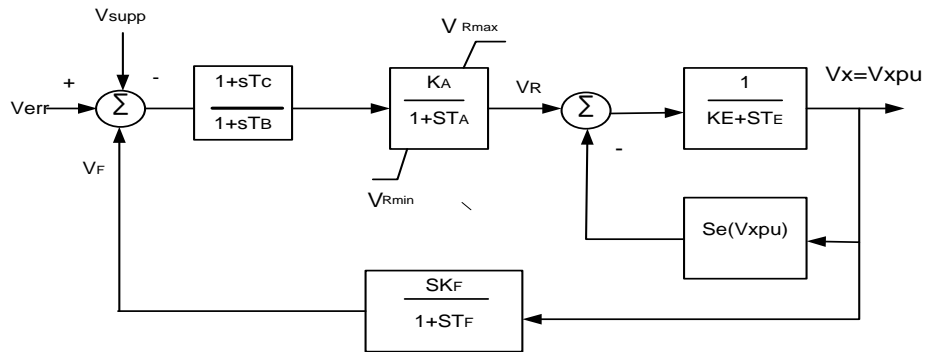 Vsupp
V Rmax
+
-
1+sTc
1+sTB
KA
1+STA
VR
1
KE+STE
Vx=Vxpu
Verr
Σ
Σ
VF
-
VRmin
Se(Vxpu)
SKF
1+STF